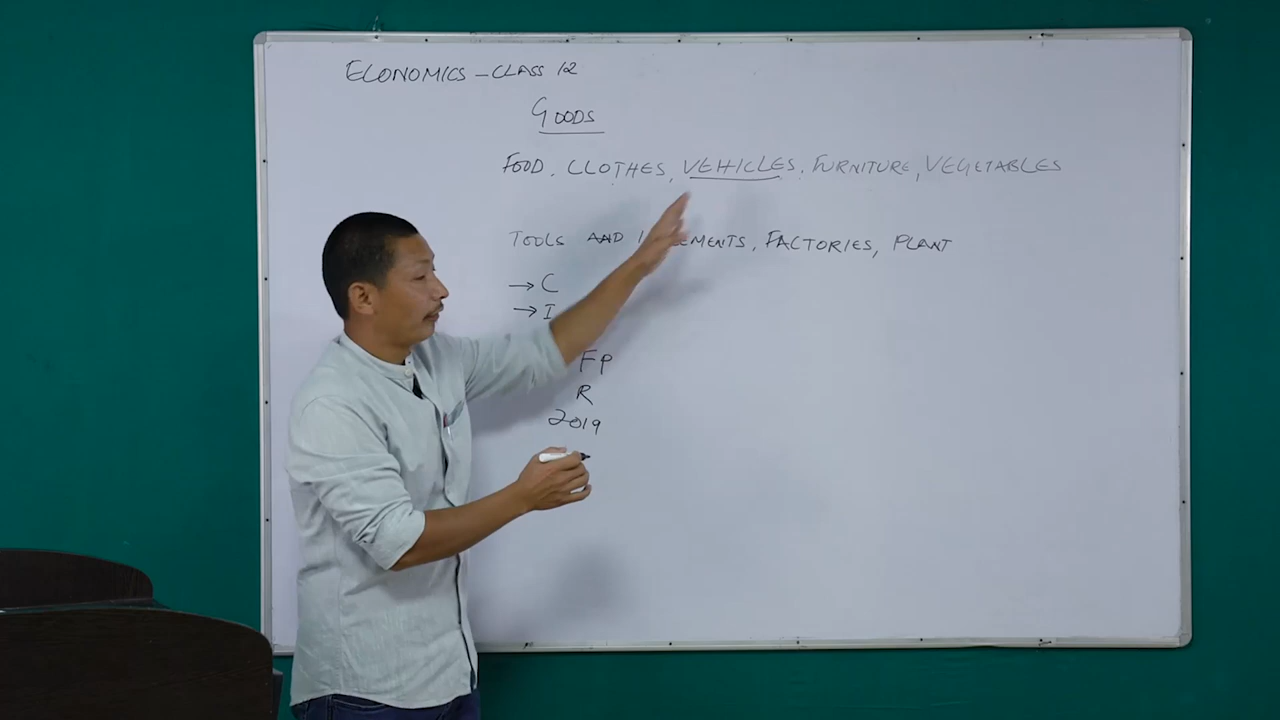 ECONOMICS - CLASS 12
GOODS
FOOD, CLOTHES, VEHICLES, FURNITURE, VEGETABLES
TOOLS AND EMENTS, FACTORIES, PLANT
→ C
→ I
FP
R
2019